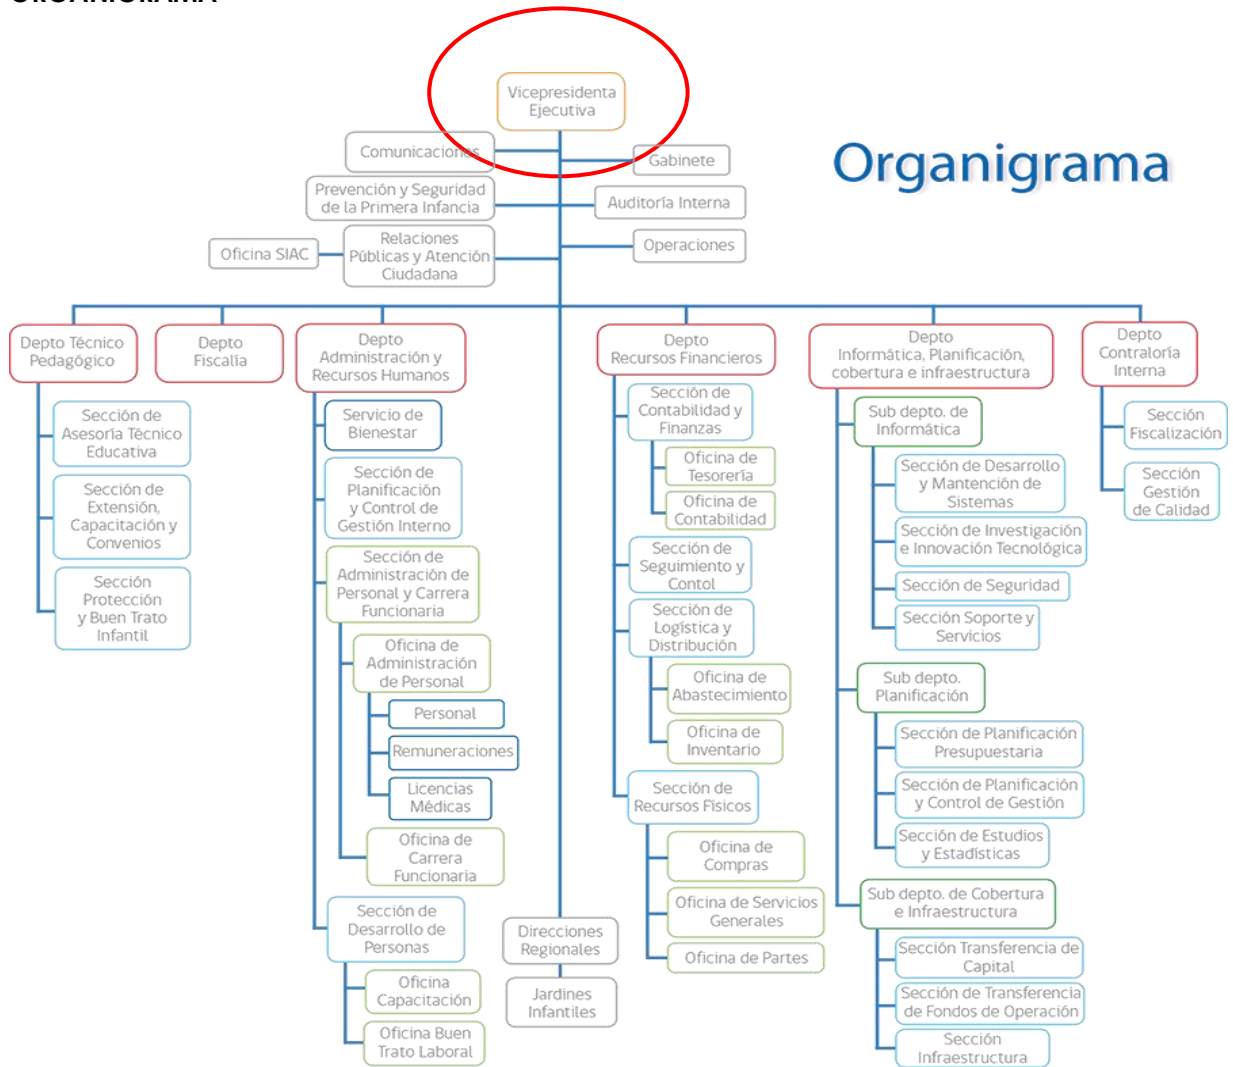 ORGANIGRAMA
Organigrama
Vicepresidenta
Ejecutiva
Comunicaciones
Gabinete
Prevención y Seguridad
de la Primera Infancia
Auditoría Interna
Oficina SIAC
Relaciones
Públicas y Atención
Ciudadana
Operaciones
Depto Técnico
Pedagógico
Sección de
Asesoría Técnico
Educativa
Sección de
Extensión,
Capacitación y
Convenios
Sección
Protección
y Buen Trato
Infantil
Depto
Fiscalía
Depto
Administración y
Recursos Humanos
Servicio de
Bienestar
Sección de
Planificación
y Control de
Gestión Interno
Sección de
Administración de
Personal y Carrera
Funcionaria
Oficina de
Administración
de Personal
Personal
Remuneraciones
Licencias
Médicas
Oficina de
Carrera
Funcionaria
Sección de
Desarrollo de
Personas
Oficina
Capacitación
Oficina Buen
Trato Laboral
Direcciones
Regionales
Jardines
Infantiles
Depto
Recursos Financieros
Sección de
Contabilidad y
Finanzas
Oficina de
Tesorería
Oficina de
Contabilidad
Sección de
Seguimiento y
Contol
Sección de
Logística y
Distribución
Oficina de
Abastecimiento
Oficina de
Inventario
Sección de
Recursos Físicos
Oficina de
Compras
Oficina de Servicios
Generales
Oficina de Partes
Depto
Informática, Planificación,
cobertura e infraestructura
Sub depto. de
Informática
Sección de Desarrollo
y Mantención de
Sistemas
Sección de Investigación
e Innovación Tecnológica
Sección de Seguridad
Sección Soporte y
Servicios
Sub depto.
Planificación
Sección de Planificación
Presupuestaria
Sección de Planificación
y Control de Gestión
Sección de Estudios
y Estadísticas
Sub depto. de Cobertura
e Infraestructura
Sección Transferencia de
Capital
Sección de Transferencia
de Fondos de Operación
Sección
Infraestructura
Depto
Contraloría
Interna
Sección
Fiscalización
Sección
Gestión
de Calidad